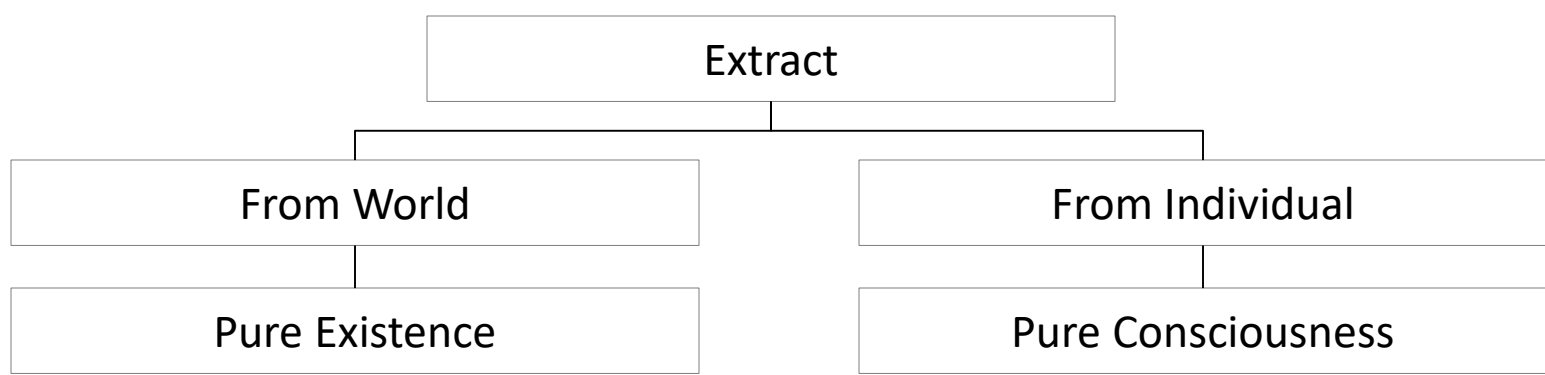 Extract
From World
From Individual
Pure Existence
Pure Consciousness